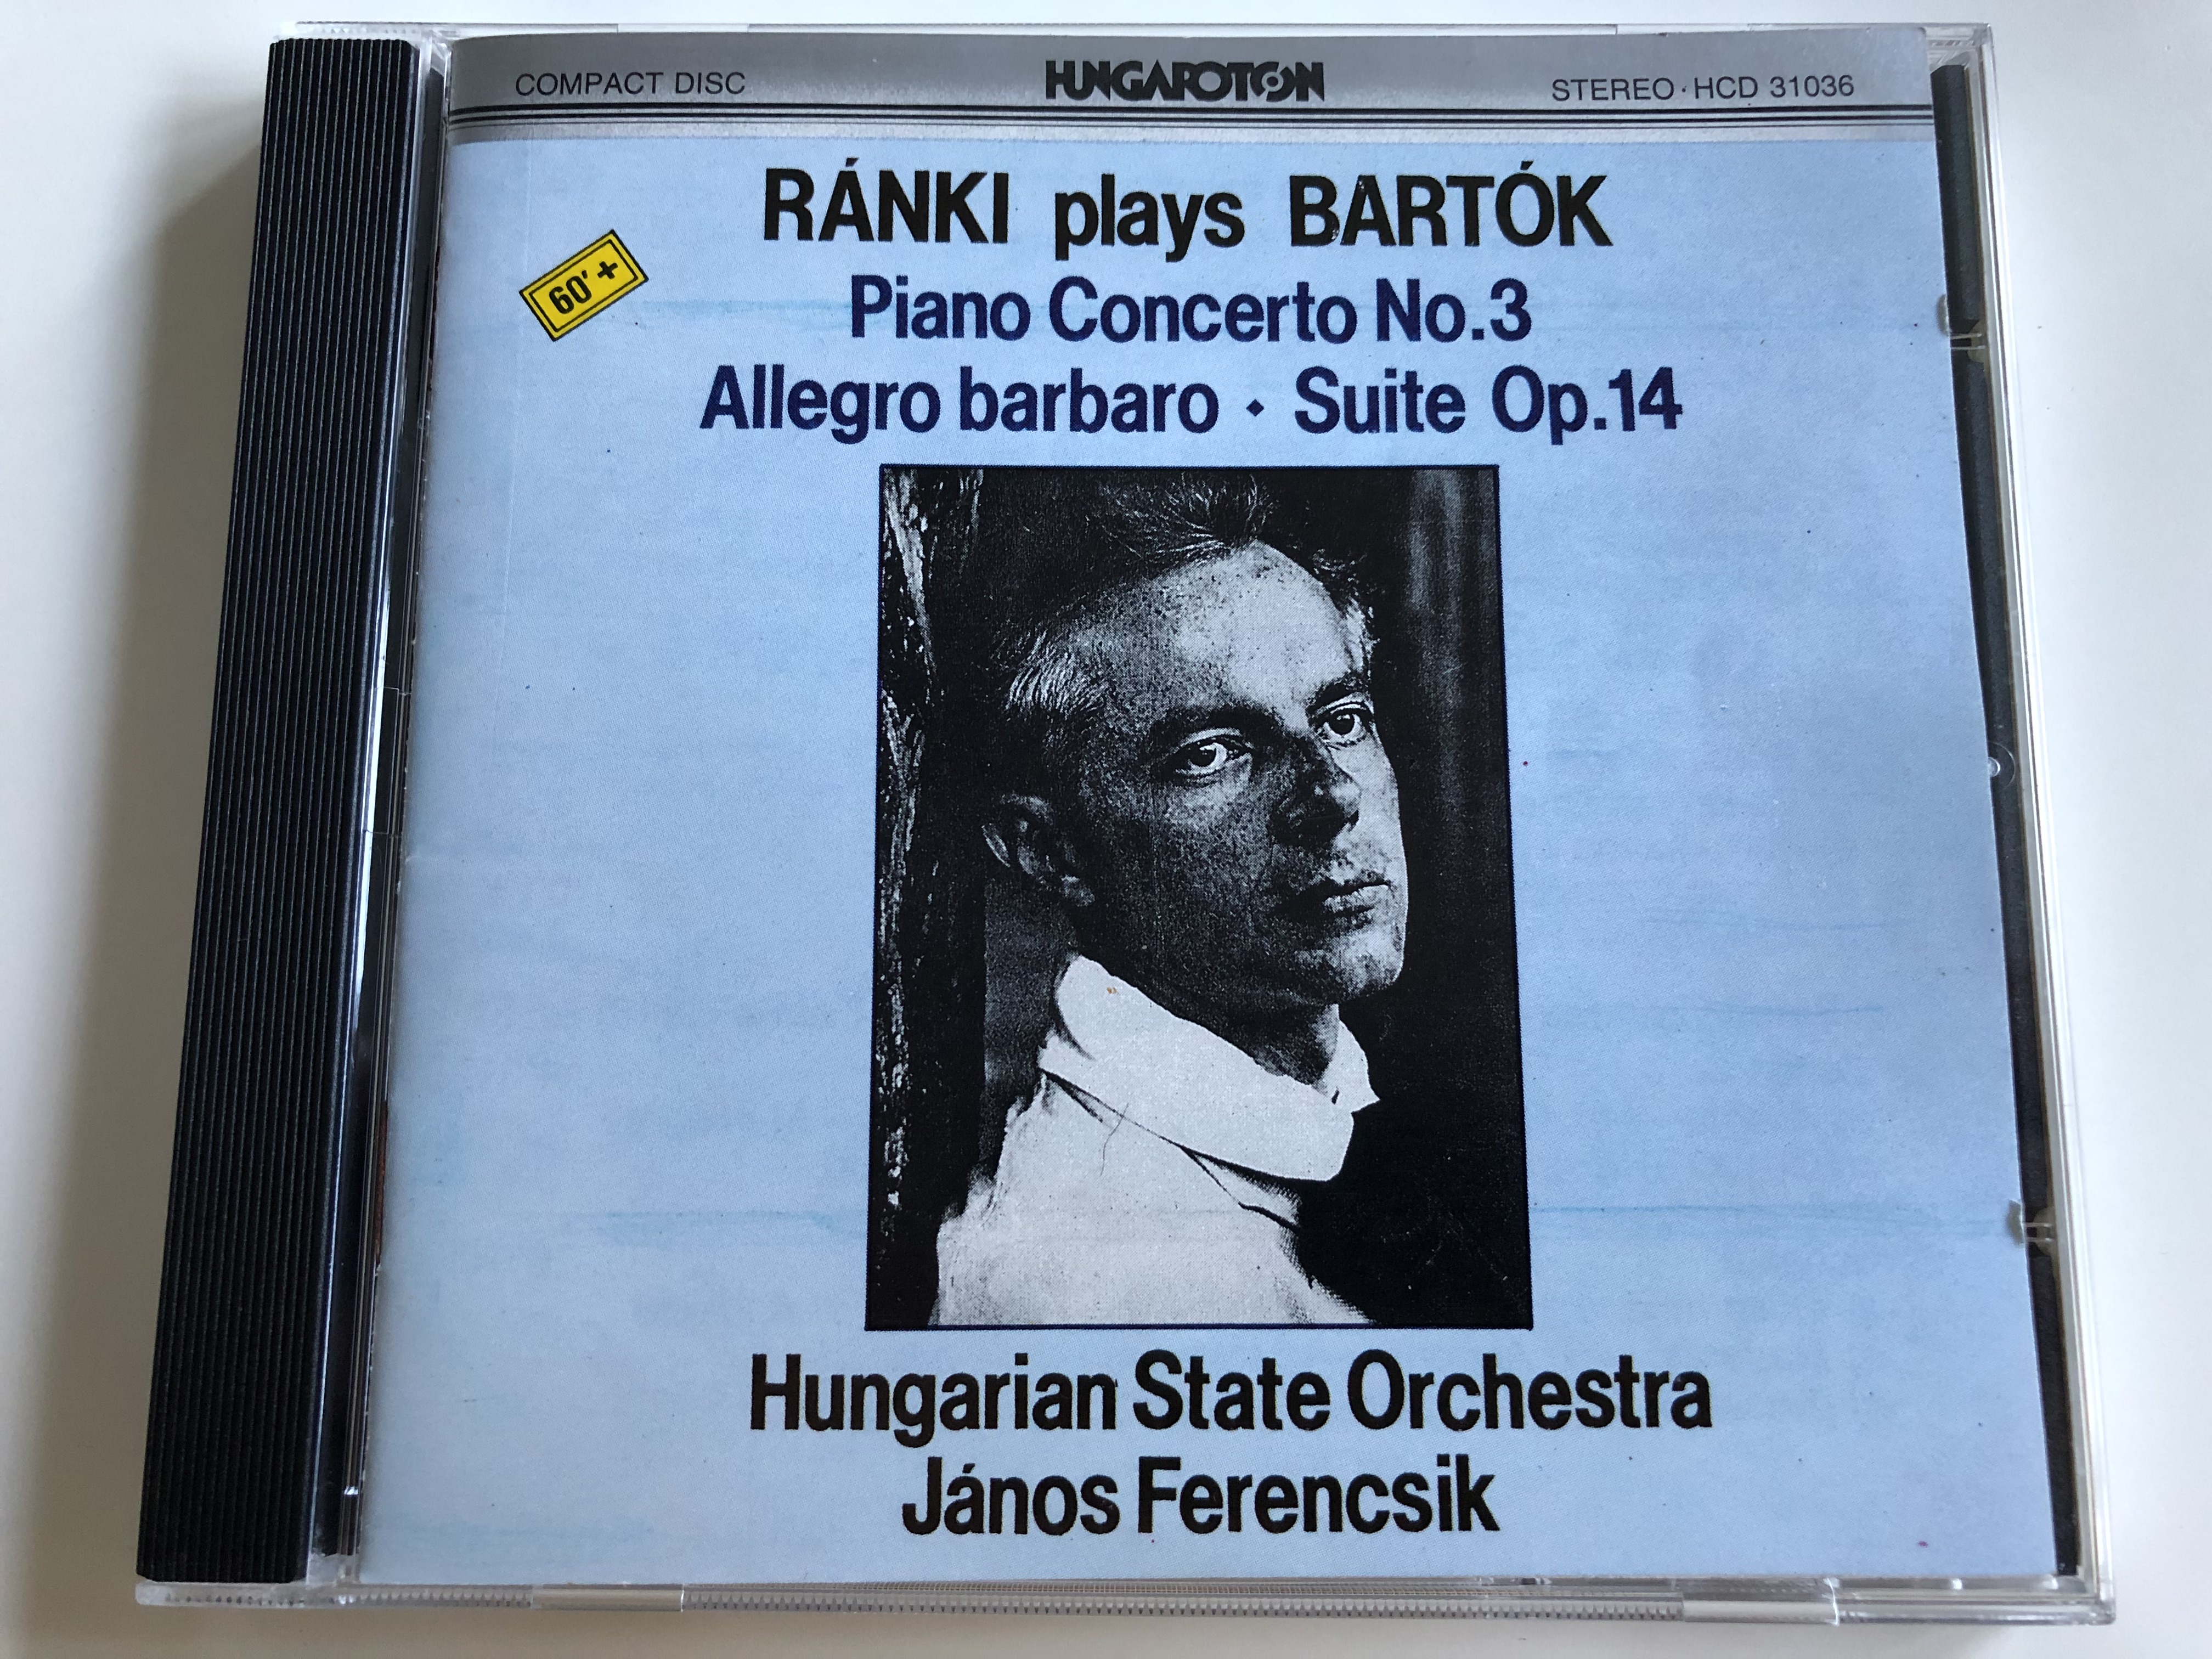 COMPACT DISC
HUNGAROTON
STEREO · HCD 31036
RÁNKI plays BARTÓK
60' +
Piano Concerto No.3
Allegro barbaro · Suite Op.14
Hungarian State Orchestra
János Ferencsik